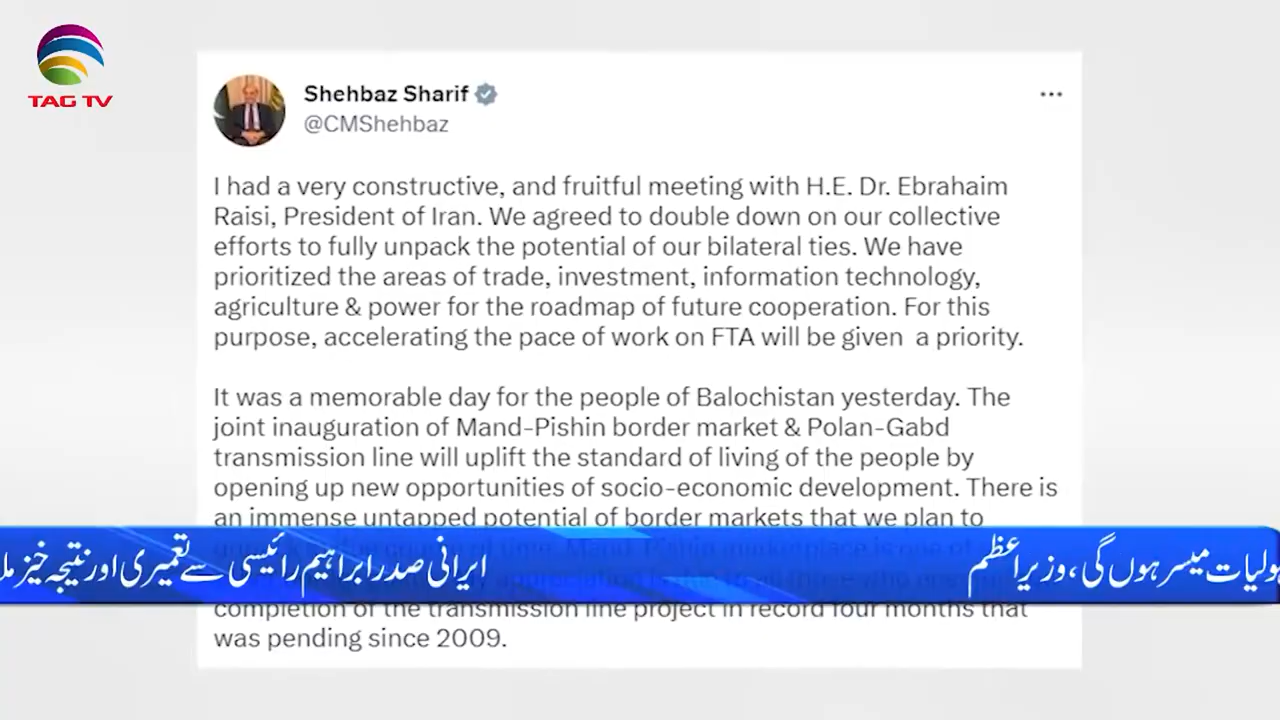 TAG TV
Shehbaz Sharif
@CMShehbaz
I had a very constructive, and fruitful meeting with H.E. Dr. Ebrahaim
Raisi, President of Iran. We agreed to double down on our collective
efforts to fully unpack the potential of our bilateral ties. We have
prioritized the areas of trade, investment, information technology,
agriculture & power for the roadmap of future cooperation. For this
purpose, accelerating the pace of work on FTA will be given  a priority.
It was a memorable day for the people of Balochistan yesterday. The
joint inauguration of Mand-Pishin border market & Polan-Gabd
transmission line will uplift the standard of living of the people by
opening up new opportunities of socio-economic development. There is
an immense untapped potential of border markets that we plan to
ہولیات میسر ہوں گی، وزیراعظم ایرانی صدر ابراہیم رائیسی سے تعمیری اور نتیجہ خیز
completion of the transmission line project in record four months that
was pending since 2009.